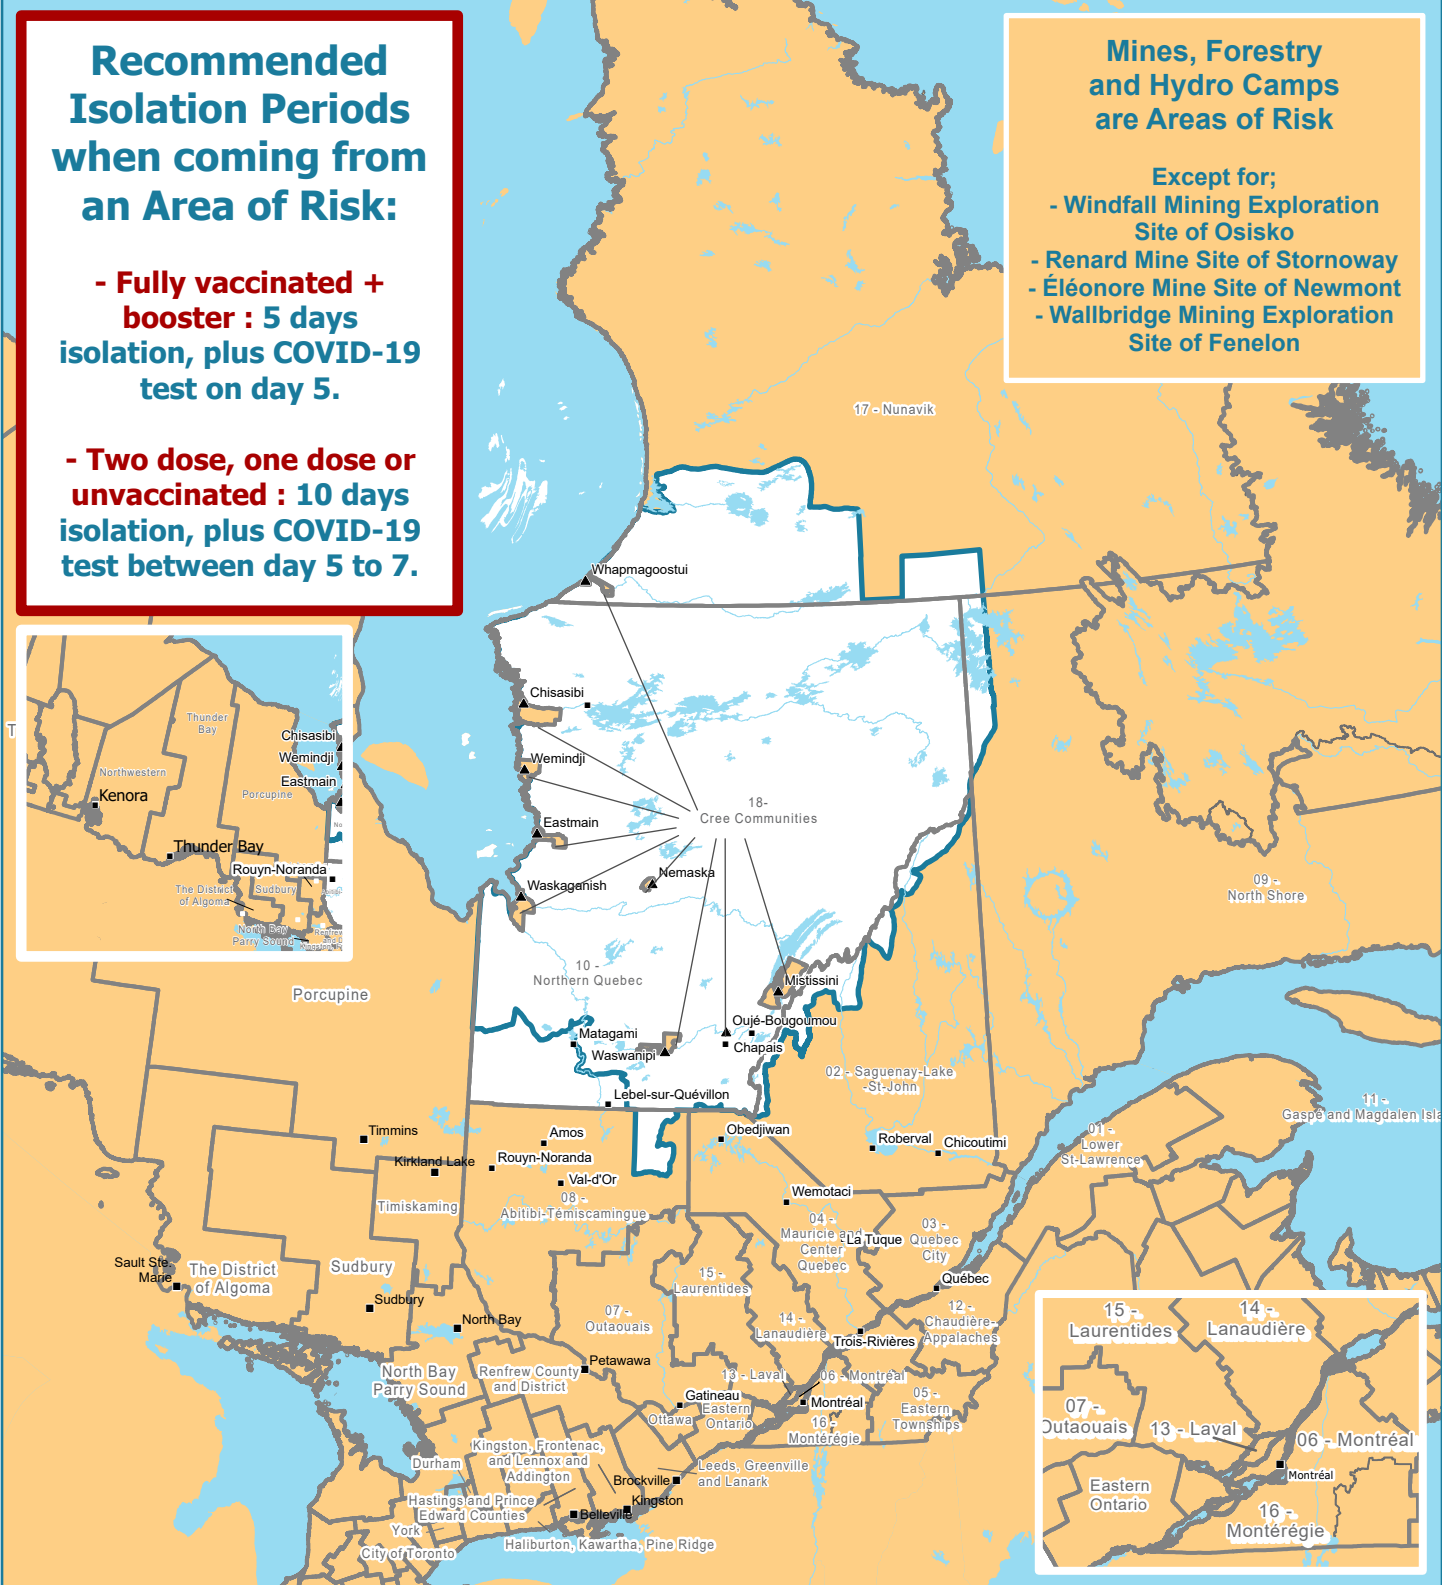 Recommended
Isolation Periods
when coming from
an Area of Risk:
- Fully vaccinated +
booster : 5 days
isolation, plus COVID-19
test on day 5.
- Two dose, one dose or
unvaccinated : 10 days
isolation, plus COVID-19
test between day 5 to 7.
Mines, Forestry
and Hydro Camps
are Areas of Risk
Except for;
- Windfall Mining Exploration
Site of Osisko
- Renard Mine Site of Stornoway
- Éléonore Mine Site of Newmont
- Wallbridge Mining Exploration
Site of Fenelon
17 - Nunavik
Whapmagoostui
Chisasibi
Wemindji
Eastmain
Waskaganish
Nemaska
18-
Cree Communities
10 -
Northern Quebec
Mistissini
Oujé-Bougoumou
Chapais
Matagami
Waswanipi
Lebel-sur-Quévillon
09 -
North Shore
02 - Saguenay-Lake
-St-John
11 -
Gaspé and Magdalen Isla
01 -
Lower
St-Lawrence
Thunder
Bay
Northwestern
Kenora
Porcupine
Chisasibi
Wemindji
Eastmain
No
Thunder Bay
Rouyn-Noranda
The District
of Algoma
Sudbury
North Bay
Parry Sound
Renfrew
T
Porcupine
Timmins
Kirkland Lake
Timiskaming
Amos
Rouyn-Noranda
Val-d'Or
08 -
Abitibi-Témiscamingue
Obedjiwan
Roberval
Chicoutimi
Wemotaci
04 -
Mauricie and
Center
Quebec
La Tuque
03 -
Quebec
City
Québec
Sault Ste.
Marie
The District
of Algoma
Sudbury
Sudbury
North Bay
07 -
Outaouais
15 -
Laurentides
14 -
Lanaudière
Trois-Rivières
12 -
Chaudière-
Appalaches
North Bay
Parry Sound
Renfrew County
and District
Petawawa
13 - Laval
06 - Montréal
Montréal
Gatineau
Ottawa
Eastern
Ontario
16 -
Montérégie
05 -
Eastern
Townships
Durham
Kingston, Frontenac,
and Lennox and
Addington
Brockville
Leeds, Greenville
and Lanark
Hastings and Prince
Edward Counties
Kingston
Belleville
York
City of Toronto
Haliburton, Kawartha, Pine Ridge
15 -
Laurentides
14 -
Lanaudière
07 -
Outaouais
13 - Laval
06 - Montréal
Montréal
Eastern
Ontario
16 -
Montérégie